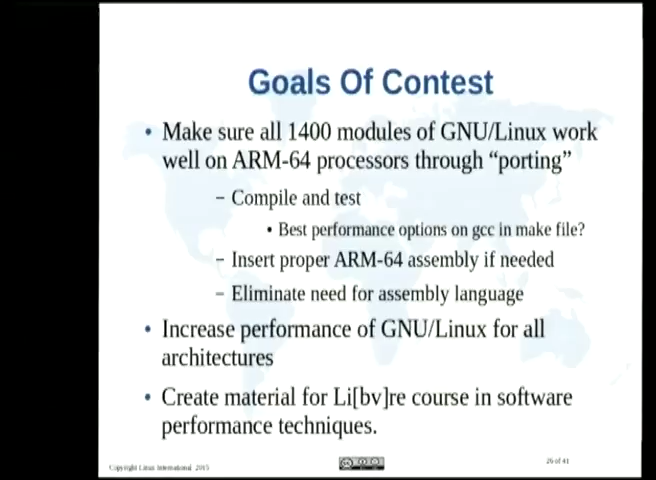 Goals Of Contest
• Make sure all 1400 modules of GNU/Linux work
well on ARM-64 processors through “porting”
– Compile and test
• Best performance options on gcc in make file?
– Insert proper ARM-64 assembly if needed
– Eliminate need for assembly language
• Increase performance of GNU/Linux for all
architectures
• Create material for Li[bv]re course in software
performance techniques.
Copyright Linux International 2015
26 of 41